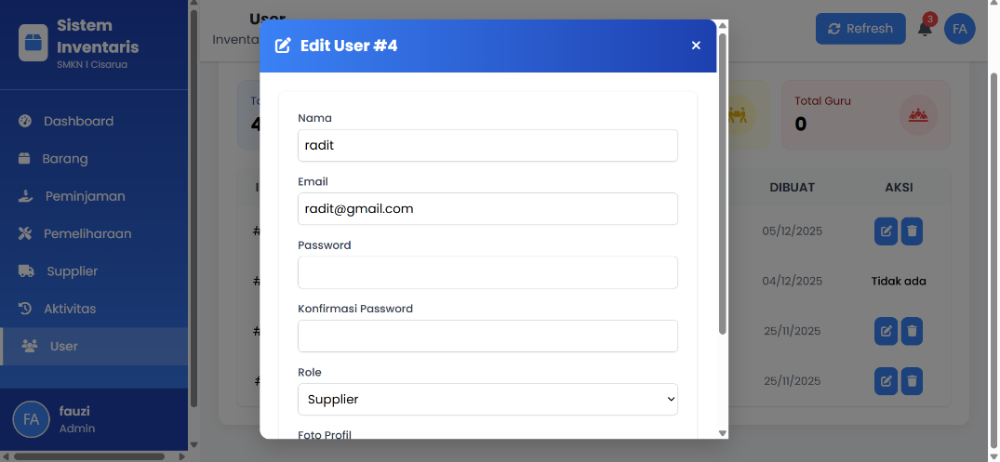 Sistem
Inventaris
SMKN 1 Cisarua
Dashboard
Barang
Peminjaman
Pemeliharaan
Supplier
Aktivitas
User
FA
fauzi
Admin
User
Inventa
Refresh
3
FA
Edit User #4
Nama
radit
Email
radit@gmail.com
Password
Konfirmasi Password
Role
Supplier
Foto Profil
4
Total Guru
0
DIBUAT AKSI
#
05/12/2025
#
04/12/2025 Tidak ada
#
25/11/2025
#
25/11/2025